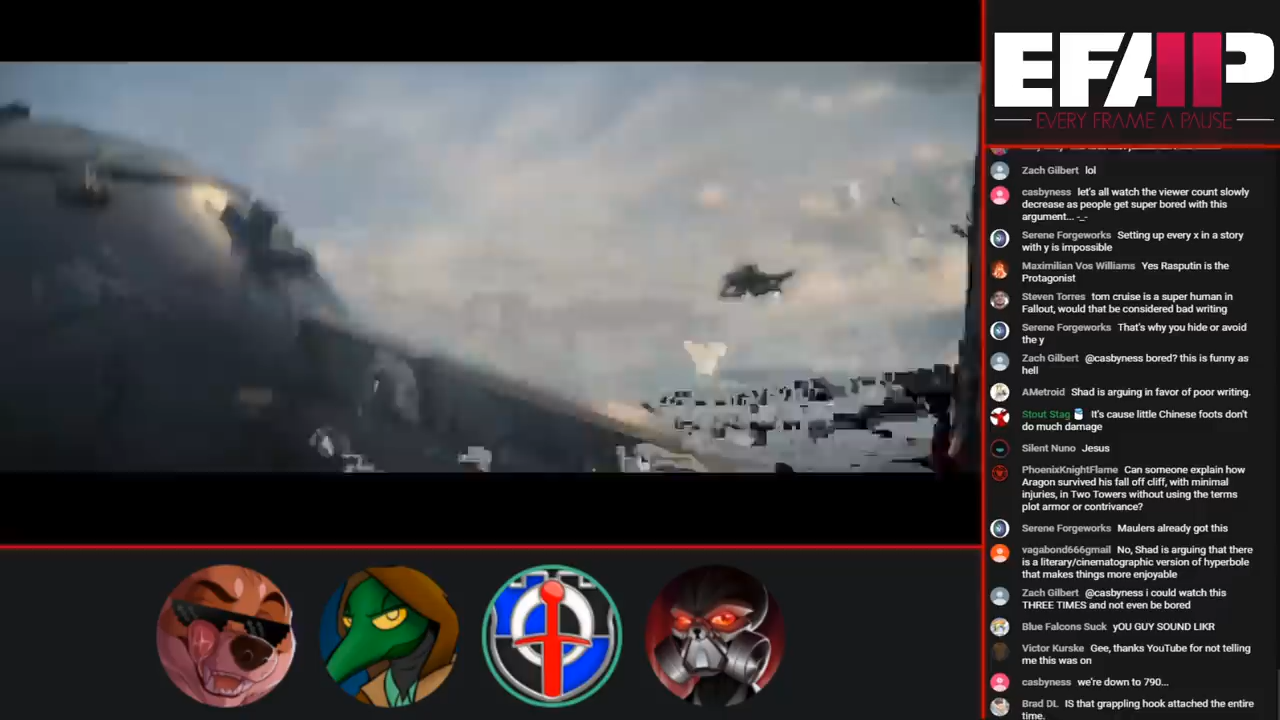 EFAP
EVERY FRAME A PAUSE
Zach Gilbert lol
casbyness let's all watch the viewer count slowly
decrease as people get super bored with this
argument... -_-
Serene Forgeworks Setting up every x in a story
with y is impossible
Maximilian Vos Williams Yes Rasputin is the
Protagonist
Steven Torres tom cruise is a super human in
Fallout, would that be considered bad writing
Serene Forgeworks That's why you hide or avoid
the y
Zach Gilbert @casbyness bored? this is funny as
hell
AMetroid Shad is arguing in favor of poor writing.
Stout Stag It's cause little Chinese foots don't
do much damage
Silent Nuno Jesus
PhoenixKnightFlame Can someone explain how
Aragon survived his fall off cliff, with minimal
injuries, in Two Towers without using the terms
plot armor or contrivance?
Serene Forgeworks Maulers already got this
vagabond666gmail No, Shad is arguing that there
is a literary/cinematographic version of hyperbole
that makes things more enjoyable
Zach Gilbert @casbyness i could watch this
THREE TIMES and not even be bored
Blue Falcons Suck yOU GUY SOUND LIKR
Victor Kurske Gee, thanks YouTube for not telling
me this was on
casbyness we're down to 790...
Brad DL IS that grappling hook attached the entire
time.